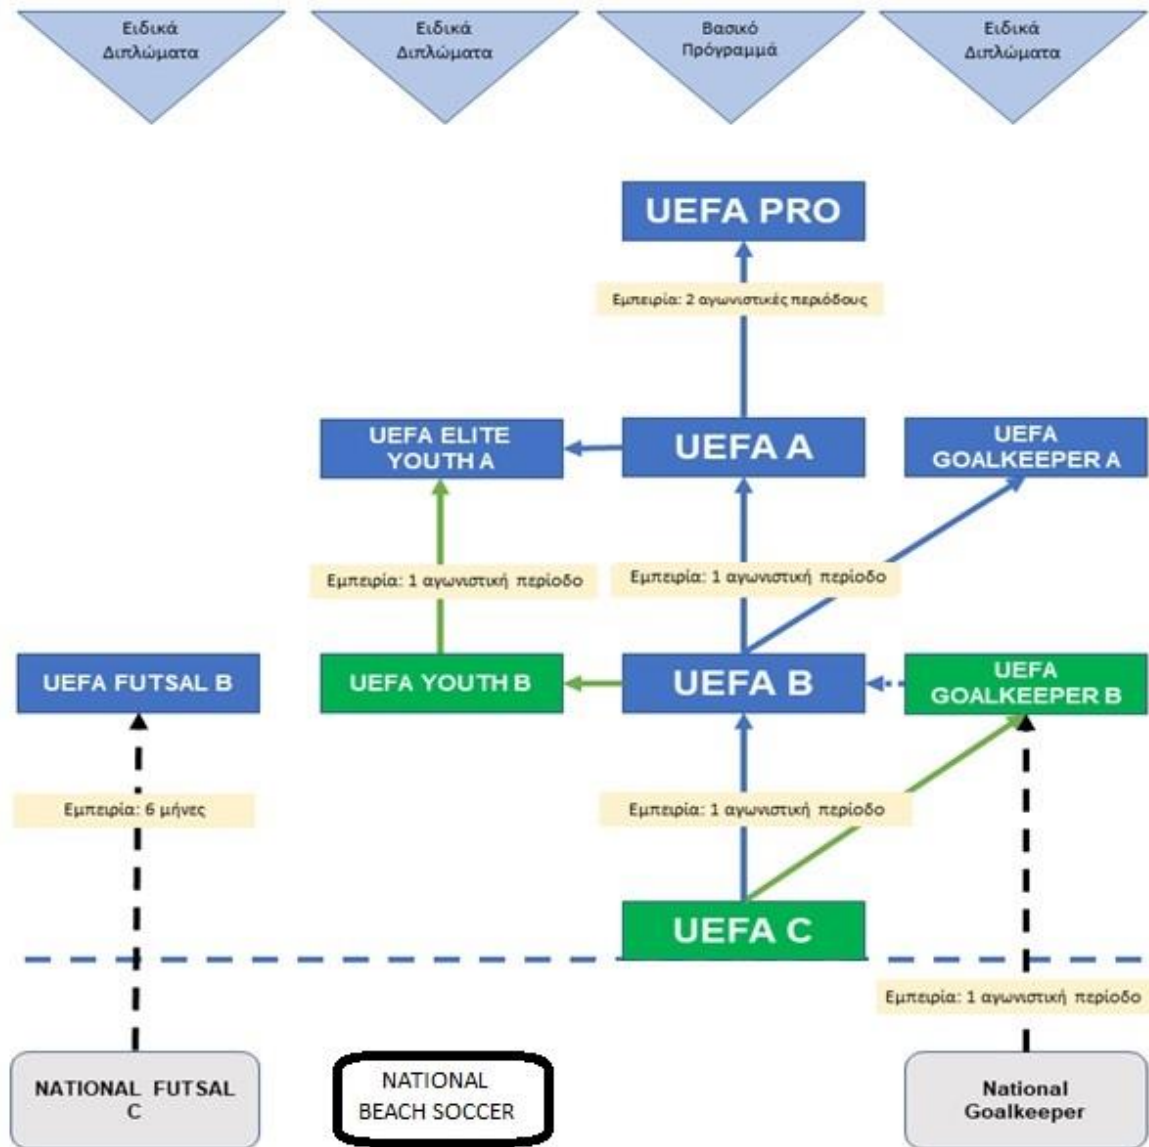 Ειδικά
Διπλώματα
Ειδικά
Διπλώματα
Βασικό
Πρόγραμμά
Ειδικά
Διπλώματα
UEFA PRO
Εμπειρία: 2 αγωνιστικές περιόδους
UEFA ELITE
YOUTH A
UEFA A
UEFA
GOALKEEPER A
Εμπειρία: 1 αγωνιστική περίοδο
Εμπειρία: 1 αγωνιστική περίοδο
UEFA FUTSAL B
UEFA YOUTH B
UEFA B
UEFA
GOALKEEPER B
Εμπειρία: 6 μήνες
Εμπειρία: 1 αγωνιστική περίοδο
UEFA C
Εμπειρία: 1 αγωνιστική περίοδο
NATIONAL FUTSAL
C
NATIONAL
BEACH SOCCER
National
Goalkeeper